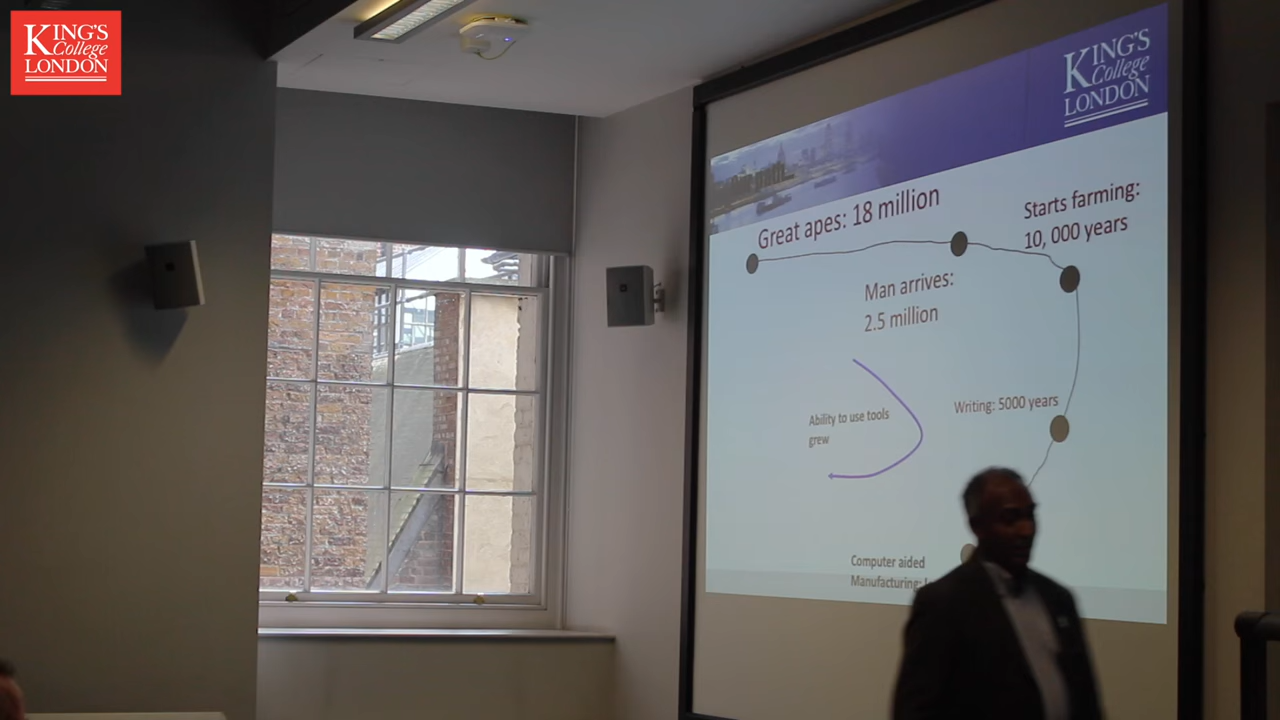 KING'S
College
LONDON
KING'S
College
LONDON
Great apes: 18 million
Starts farming:
10, 000 years
Man arrives:
2.5 million
Ability to use tools
grew
Writing: 5000 years
Computer aided
Manufacturing: